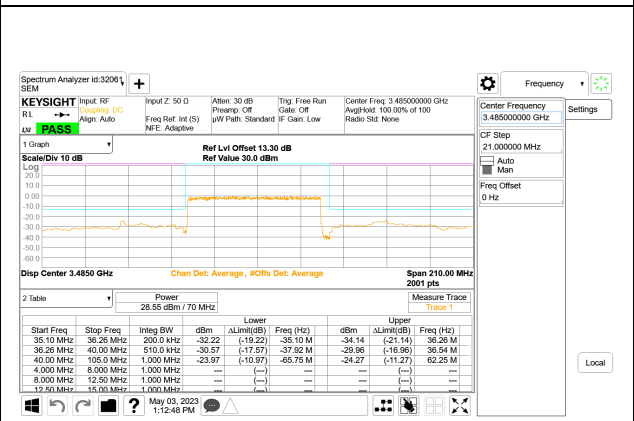 Spectrum Analyzer id:32061
SEM
+
Frequency
KEYSIGHT
R L
LXI PASS
Input: RF
Coupling: DC
Align: Auto
Input Z: 50 Ω
Freq Ref: Int (S)
NFE: Adaptive
Atten: 30 dB
Preamp: Off
µW Path: Standard
Trig: Free Run
Gate: Off
IF Gain: Low
Center Freq: 3.485000000 GHz
Avg|Hold: 100.00% of 100
Radio Std: None
Center Frequency
3.485000000 GHz
Settings
CF Step
21.000000 MHz
Auto
Man
Freq Offset
0 Hz
Local
1 Graph
Scale/Div 10 dB
Ref Lvl Offset 13.30 dB
Ref Value 30.0 dBm
Log
20.0
10.0
0.00
-10.0
-20.0
-30.0
-40.0
-50.0
-60.0
Disp Center 3.4850 GHz
Chan Det: Average, #Offs Det: Average
Span 210.00 MHz
2001 pts
2 Table
Power
28.55 dBm / 70 MHz
Measure Trace
Trace 1
Lower Upper
Start Freq Stop Freq Integ BW dBm ΔLimit(dB) Freq (Hz) dBm ΔLimit(dB) Freq (Hz)
35.10 MHz 36.26 MHz 200.0 kHz -32.22 (-19.22) -35.10 M -34.14 (-21.14) 36.26 M
36.26 MHz 40.00 MHz 510.0 kHz -30.57 (-17.57) -37.92 M -29.96 (-16.96) 36.54 M
40.00 MHz 105.0 MHz 1.000 MHz -23.97 (-10.97) -65.75 M -24.27 (-11.27) 62.25 M
4.000 MHz 8.000 MHz 1.000 MHz --- (---) --- --- (---) ---
8.000 MHz 12.50 MHz 1.000 MHz --- (---) --- --- (---) ---
12.50 MHz 15.00 MHz 1.000 MHz --- (---) --- --- (---) ---
?
May 03, 2023
1:12:48 PM